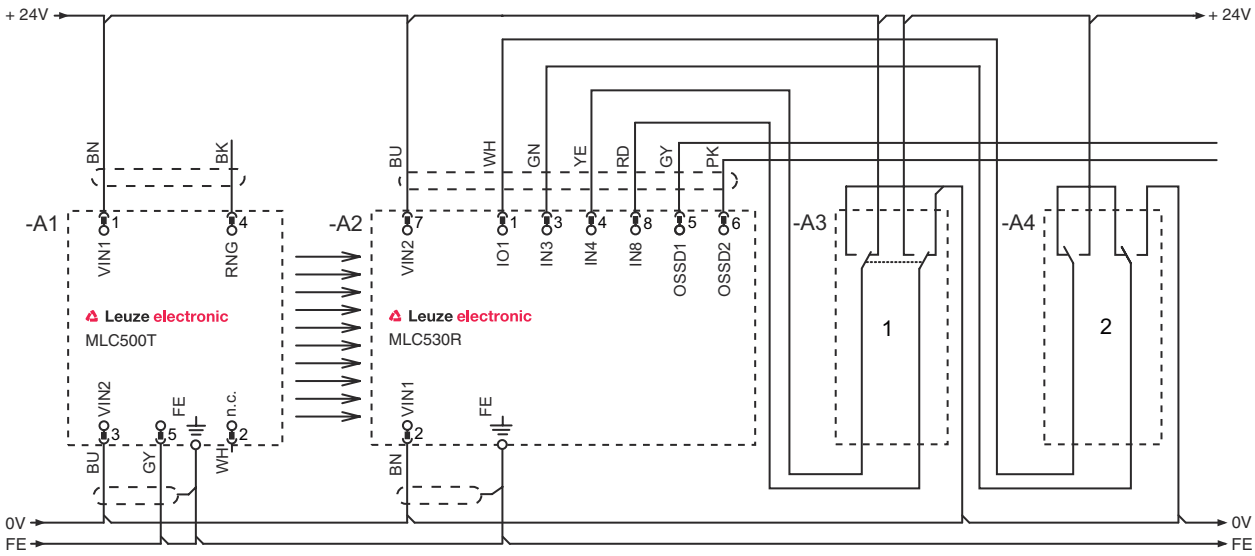 + 24V
+ 24V
BN
BK
BU
WH
GN
YE
RD
GY
PK
-A1
1
4
VIN1
RNG
Leuze electronic
MLC500T
VIN2
FE
n.c.
3
5
2
BU
GY
WH
-A2
7
1
3
4
8
5
6
VIN2
IO1
IN3
IN4
IN8
OSSD1
OSSD2
Leuze electronic
MLC530R
VIN1
FE
2
BN
-A3
1
-A4
2
0V
0V
FE
FE